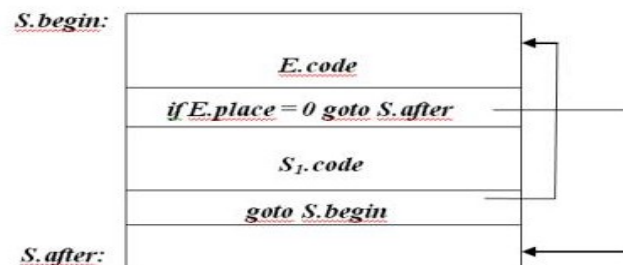 S.begin:
E.code
if E.place = 0 goto S.after
S₁.code
goto S.begin
S.after: